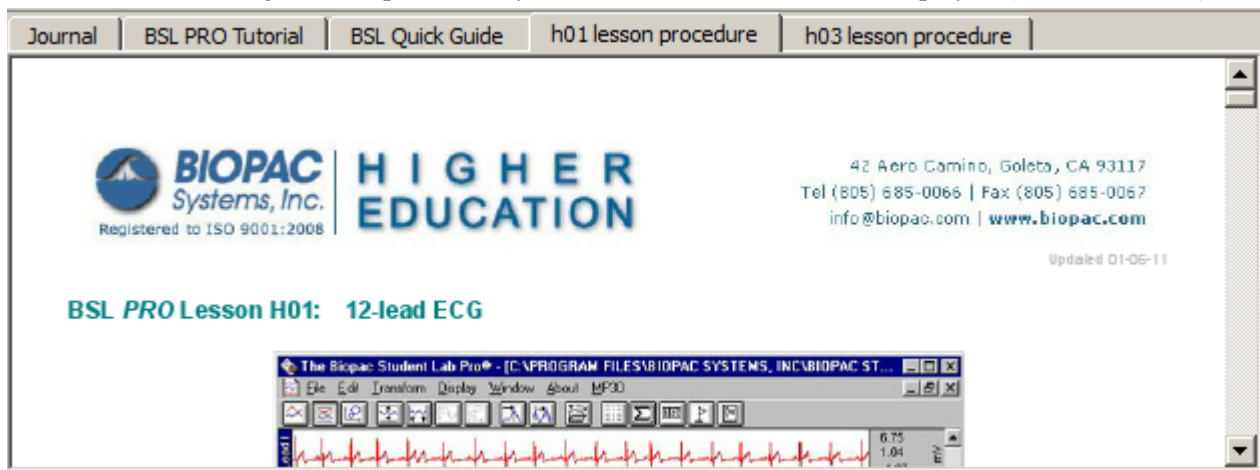 Journal BSL PRO Tutorial BSL Quick Guide h01 lesson procedure h03 lesson procedure
BIOPAC
Systems, Inc.
Registered to ISO 9001:2008
HIGHER
EDUCATION
42 Aero Camino, Goleta, CA 93117
Tel (805) 685-0066 | Fax (805) 685-0067
info@biopac.com | www.biopac.com
Updated 01-06-11
BSL PRO Lesson H01: 12-lead ECG
The Biopac Student Lab Pro® - [C:\PROGRAM FILES\BIOPAC SYSTEMS, INC\BIOPAC ST...
File Edit Transform Display Window About MP30
6.75
1.04